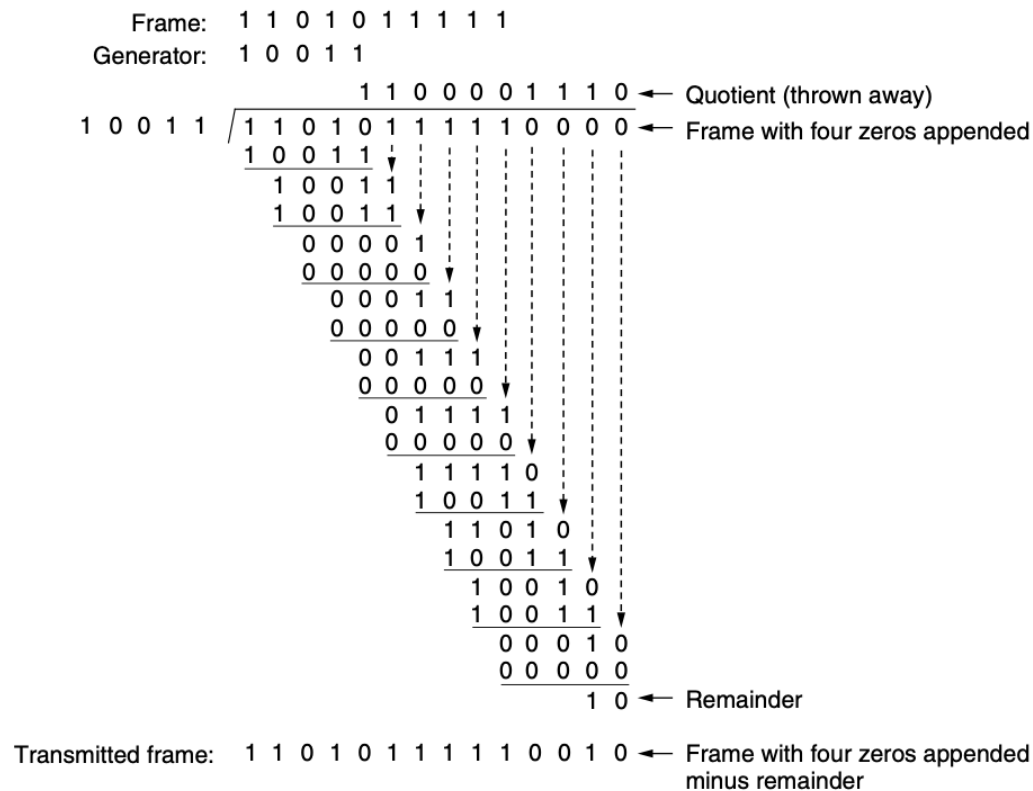 Frame: 1 1 0 1 0 1 1 1 1 1
Generator: 1 0 0 1 1
1 1 0 0 0 0 1 1 1 0 Quotient (thrown away)
1 0 0 1 1 1 1 0 1 0 1 1 1 1 1 0 0 0 0 Frame with four zeros appended
1 0 0 1 1
1 0 0 1 1
1 0 0 1 1
0 0 0 0 1
0 0 0 0 0
0 0 0 1 1
0 0 0 0 0
0 0 1 1 1
0 0 0 0 0
0 1 1 1 1
0 0 0 0 0
1 1 1 1 0
1 0 0 1 1
1 1 0 1 0
1 0 0 1 1
1 0 0 1 0
1 0 0 1 1
0 0 0 1 0
0 0 0 0 0
1 0 Remainder
Transmitted frame: 1 1 0 1 0 1 1 1 1 1 0 0 1 0 Frame with four zeros appended
minus remainder